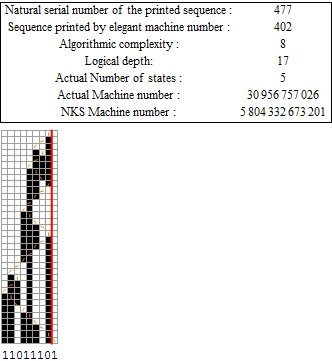 Natural serial number of the printed sequence : 477
Sequence printed by elegant machine number : 402
Algorithmic complexity : 8
Logical depth: 17
Actual Number of states : 5
Actual Machine number : 30 956 757 026
NKS Machine number : 5 804 332 673 201
11011101